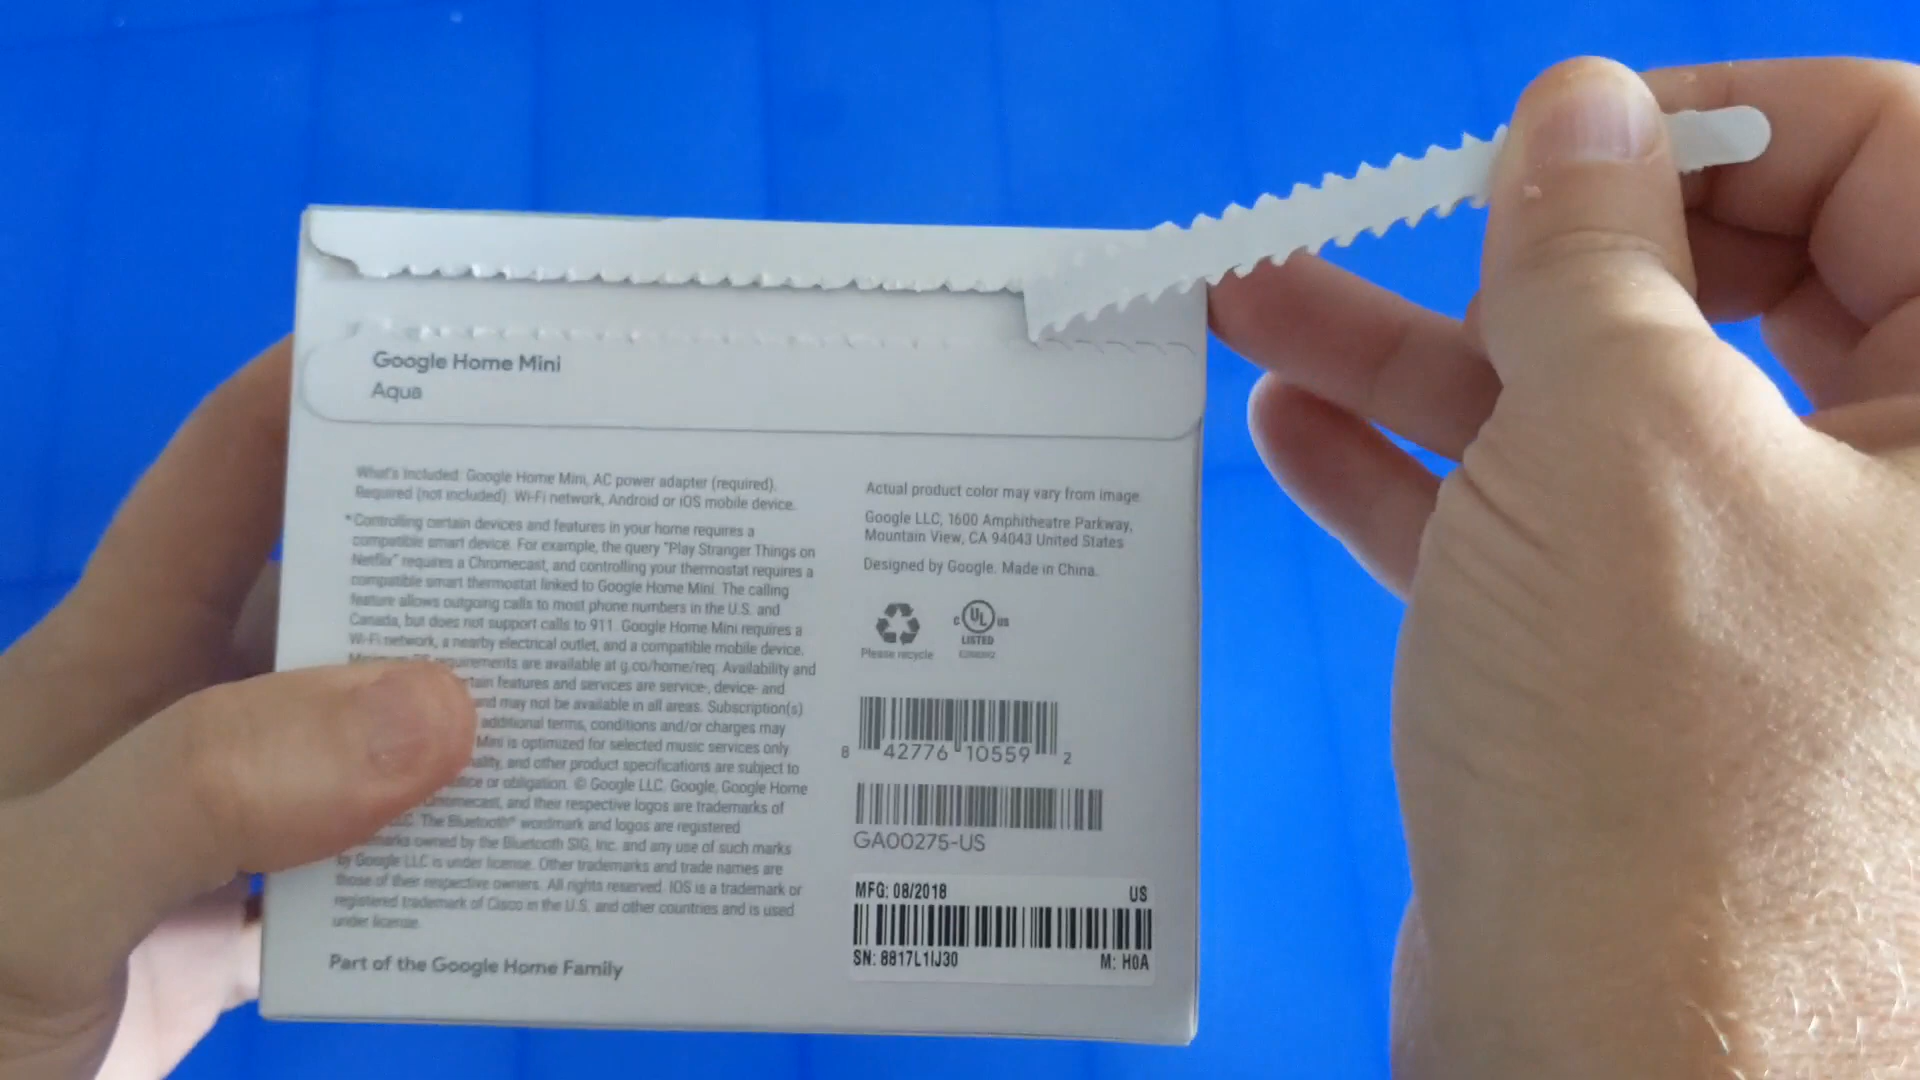 Google Home Mini
Aqua
What's Included: Google Home Mini, AC power adapter (required).
Required (not included): Wi-Fi network, Android or iOS mobile device.
*Controlling certain devices and features in your home requires a
compatible smart device. For example, the query "Play Stranger Things on
Netflix" requires a Chromecast, and controlling your thermostat requires a
compatible smart thermostat linked to Google Home Mini. The calling
feature allows outgoing calls to most phone numbers in the U.S. and
Canada, but does not support calls to 911. Google Home Mini requires a
Wi-Fi network, a nearby electrical outlet, and a compatible mobile device.
requirements are available at g.co/home/req. Availability and
features and services are service-, device- and
and may not be available in all areas. Subscription(s)
additional terms, conditions and/or charges may
Mini is optimized for selected music services only.
and other product specifications are subject to
or obligation. © Google LLC. Google, Google Home
Chromecast, and their respective logos are trademarks of
The Bluetooth® wordmark and logos are registered
owned by the Bluetooth SIG, Inc. and any use of such marks
by Google LLC is under license. Other trademarks and trade names are
those of their respective owners. All rights reserved. IOS is a trademark or
registered trademark of Cisco in the U.S. and other countries and is used
under license.
Part of the Google Home Family
Actual product color may vary from image.
Google LLC, 1600 Amphitheatre Parkway,
Mountain View, CA 94043 United States
Designed by Google. Made in China.
C UL US
LISTED
Please recycle
8 42776 10559 2
GA00275-US
MFG: 08/2018 US
SN: 8817L1IJ30 M: H0A